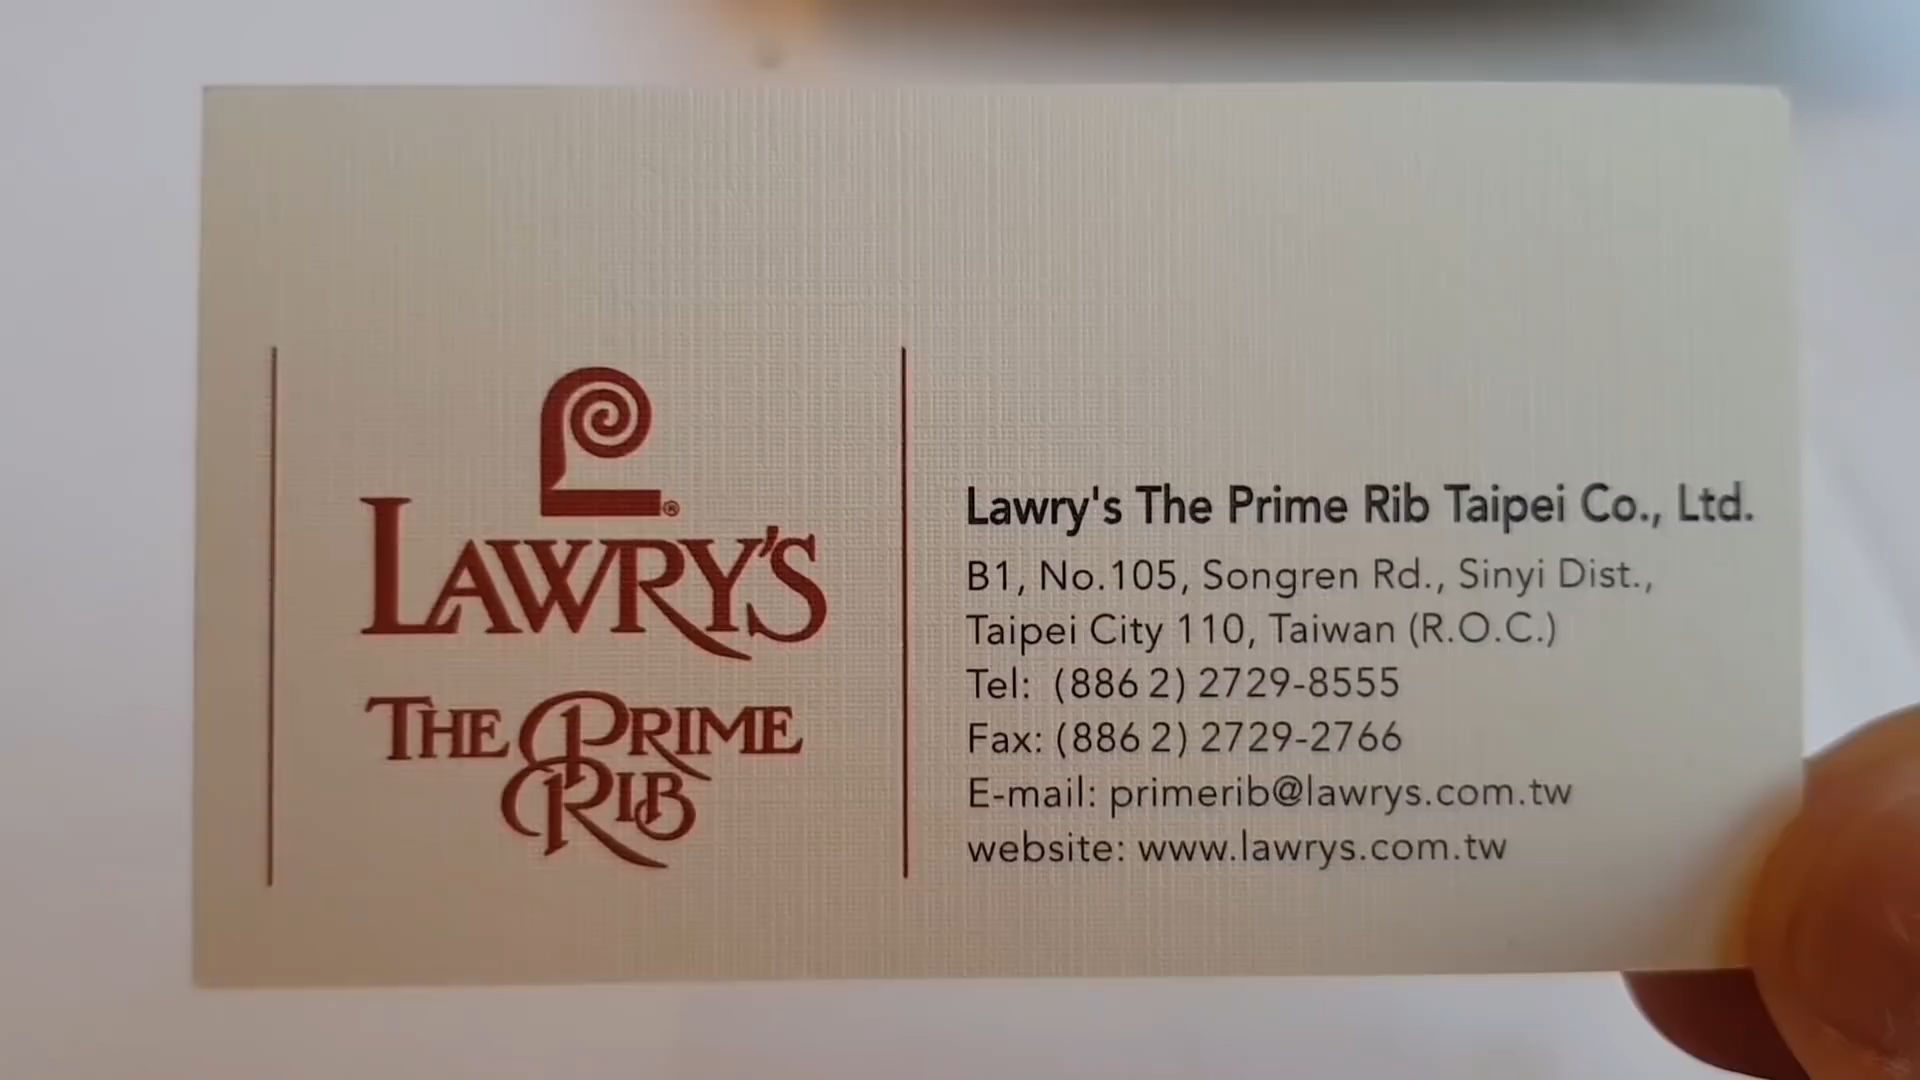 ®
LAWRY'S
THE PRIME
RIB
Lawry's The Prime Rib Taipei Co., Ltd.
B1, No.105, Songren Rd., Sinyi Dist.,
Taipei City 110, Taiwan (R.O.C.)
Tel: (886 2) 2729-8555
Fax: (886 2) 2729-2766
E-mail: primerib@lawrys.com.tw
website: www.lawrys.com.tw